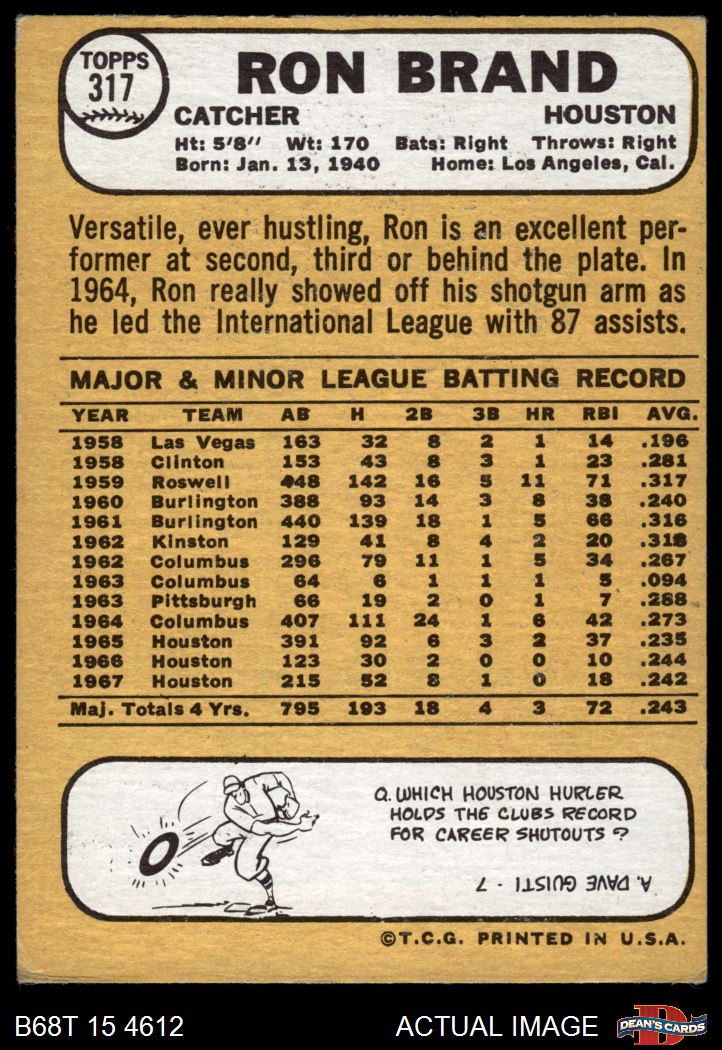 TOPPS
317
RON BRAND
CATCHER HOUSTON
Ht: 5'8" Wt: 170 Bats: Right Throws: Right
Born: Jan. 13, 1940 Home: Los Angeles, Cal.
Versatile, ever hustling, Ron is an excellent per-
former at second, third or behind the plate. In
1964, Ron really showed off his shotgun arm as
he led the International League with 87 assists.
MAJOR & MINOR LEAGUE BATTING RECORD
YEAR TEAM AB H 2B 3B HR RBI AVG.
1958 Las Vegas 163 32 8 2 1 14 .196
1958 Clinton 153 43 8 3 1 23 .281
1959 Roswell 448 142 16 5 11 71 .317
1960 Burlington 388 93 14 3 8 38 .240
1961 Burlington 440 139 18 1 5 66 .316
1962 Kinston 129 41 8 4 2 20 .318
1962 Columbus 296 79 11 1 5 34 .267
1963 Columbus 64 6 1 1 1 5 .094
1963 Pittsburgh 66 19 2 0 1 7 .288
1964 Columbus 407 111 24 1 6 42 .273
1965 Houston 391 92 6 3 2 37 .235
1966 Houston 123 30 2 0 0 10 .244
1967 Houston 215 52 8 1 0 18 .242
Maj. Totals 4 Yrs. 795 193 18 4 3 72 .243
Q. WHICH HOUSTON HURLER
HOLDS THE CLUBS RECORD
FOR CAREER SHUTOUTS ?
A. DAVE GUISTI - 7
©T.C.G. PRINTED IN U.S.A.
B68T 15 4612 ACTUAL IMAGE D DEAN'S CARDS